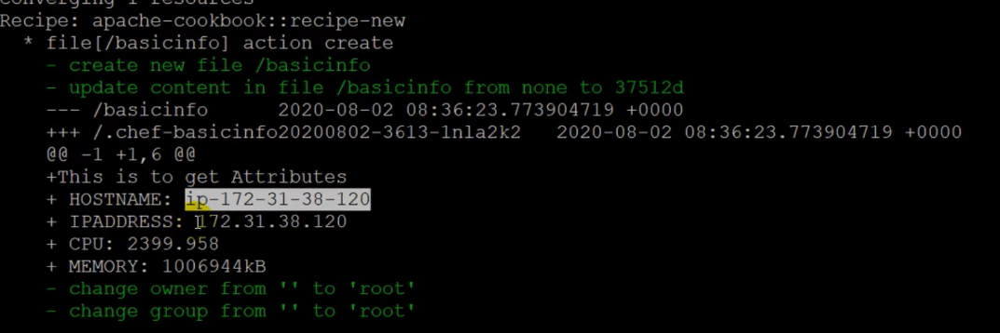 Converging 1 resources
Recipe: apache-cookbook::recipe-new
* file[/basicinfo] action create
- create new file /basicinfo
- update content in file /basicinfo from none to 37512d
--- /basicinfo 2020-08-02 08:36:23.773904719 +0000
+++ /.chef-basicinfo20200802-3613-1nla2k2 2020-08-02 08:36:23.773904719 +0000
@@ -1 +1,6 @@
+This is to get Attributes
+ HOSTNAME: ip-172-31-38-120
+ IPADDRESS: 172.31.38.120
+ CPU: 2399.958
+ MEMORY: 1006944kB
- change owner from '' to 'root'
- change group from '' to 'root'